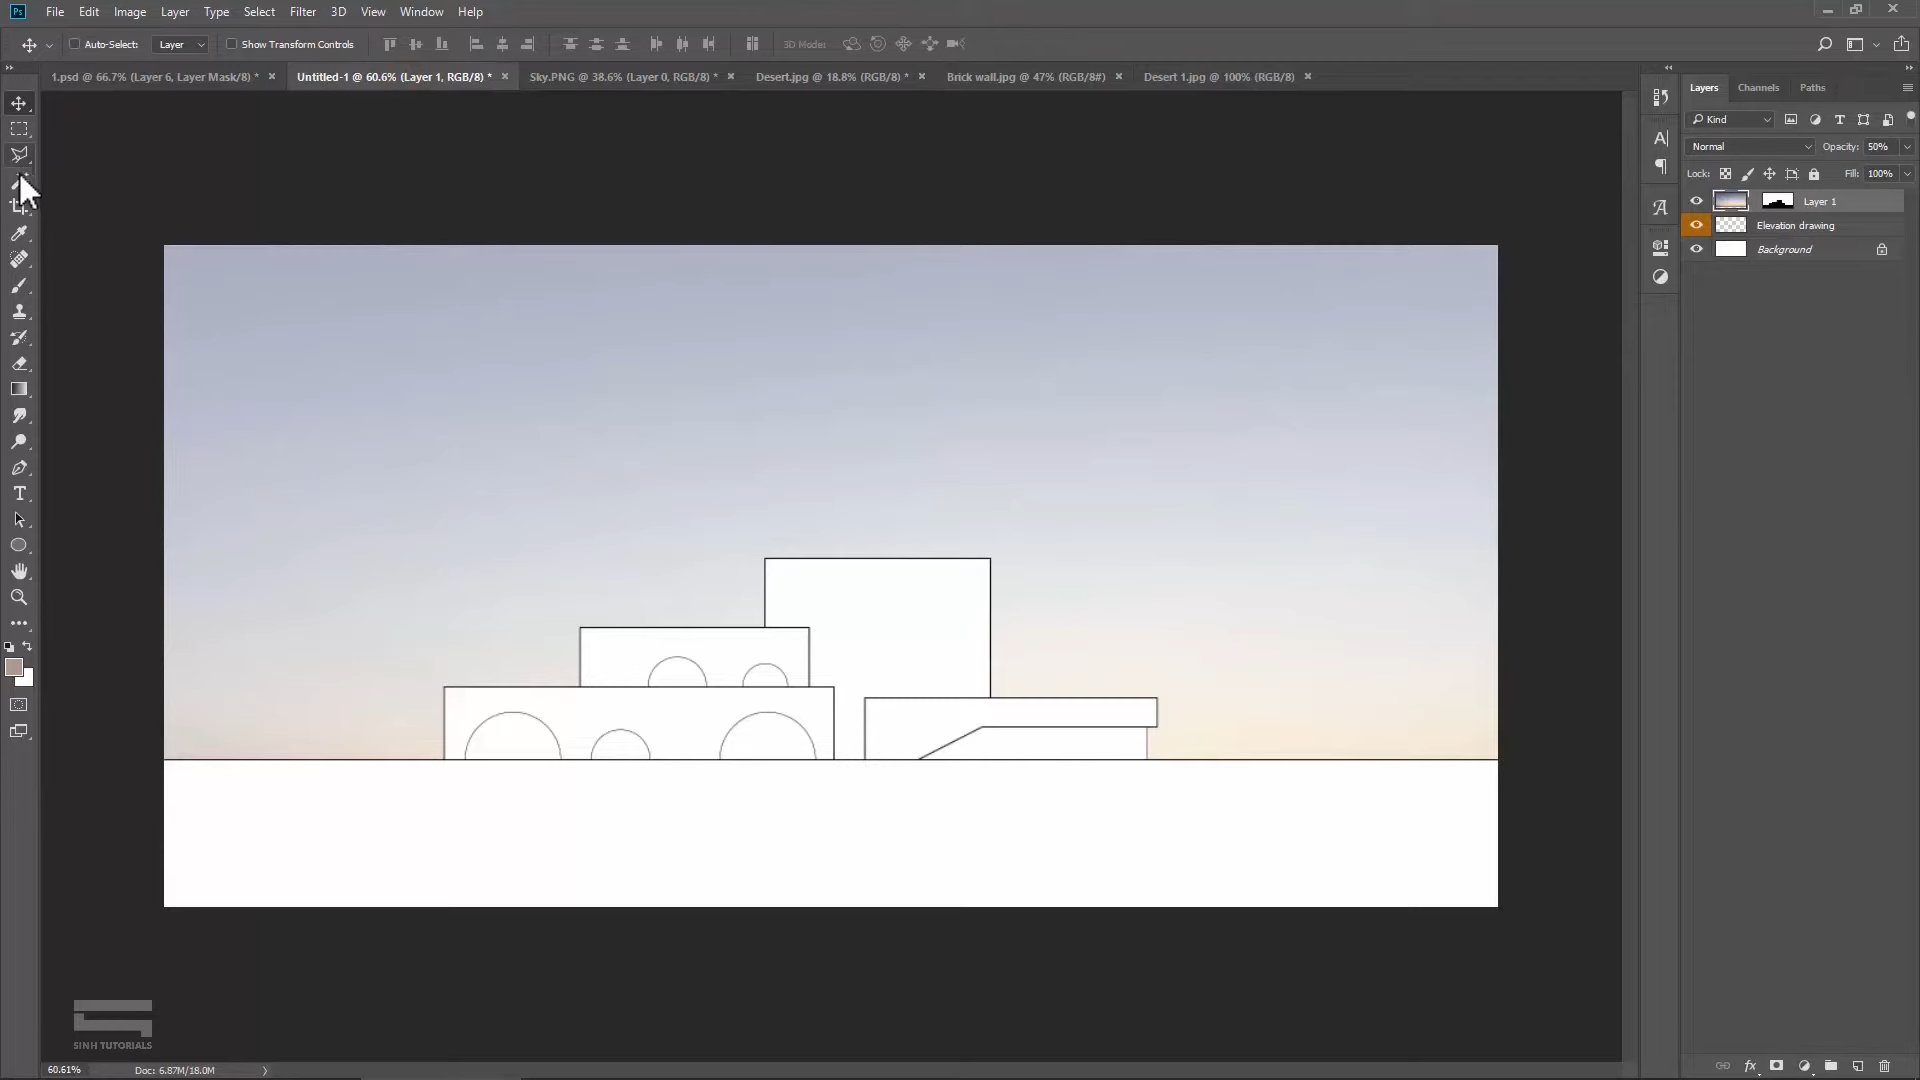 Ps File Edit Image Layer Type Select Filter 3D View Window Help
Auto-Select: Layer Show Transform Controls 3D Mode:
1.psd @ 66.7% (Layer 6, Layer Mask/8) * Untitled-1 @ 60.6% (Layer 1, RGB/8) * Sky.PNG @ 38.6% (Layer 0, RGB/8) * Desert.jpg @ 18.8% (RGB/8) * Brick wall.jpg @ 47% (RGB/8#) Desert 1.jpg @ 100% (RGB/8)
Layers Channels Paths
Kind
Normal Opacity: 50%
Lock: Fill: 100%
Layer 1
Elevation drawing
Background
SINH TUTORIALS
60.61% Doc: 6.87M/18.0M